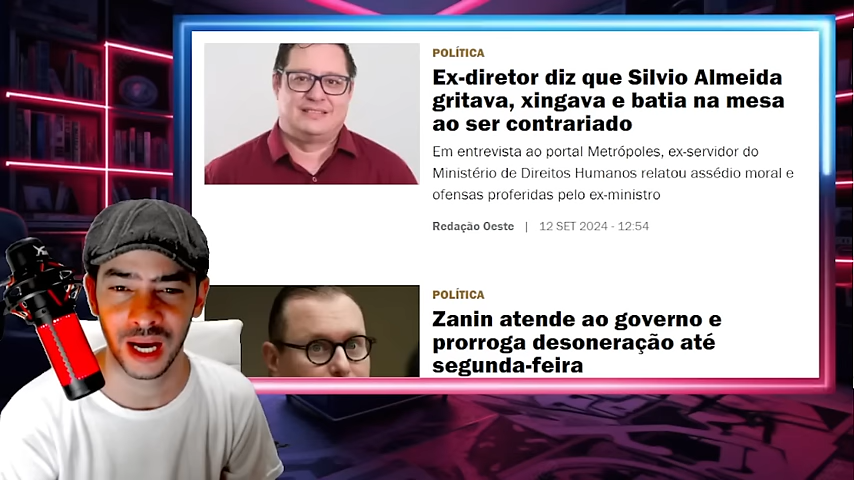 POLÍTICA
Ex-diretor diz que Silvio Almeida
gritava, xingava e batia na mesa
ao ser contrariado
Em entrevista ao portal Metrópoles, ex-servidor do
Ministério de Direitos Humanos relatou assédio moral e
ofensas proferidas pelo ex-ministro
Redação Oeste | 12 SET 2024 - 12:54
POLÍTICA
Zanin atende ao governo e
prorroga desoneração até
segunda-feira